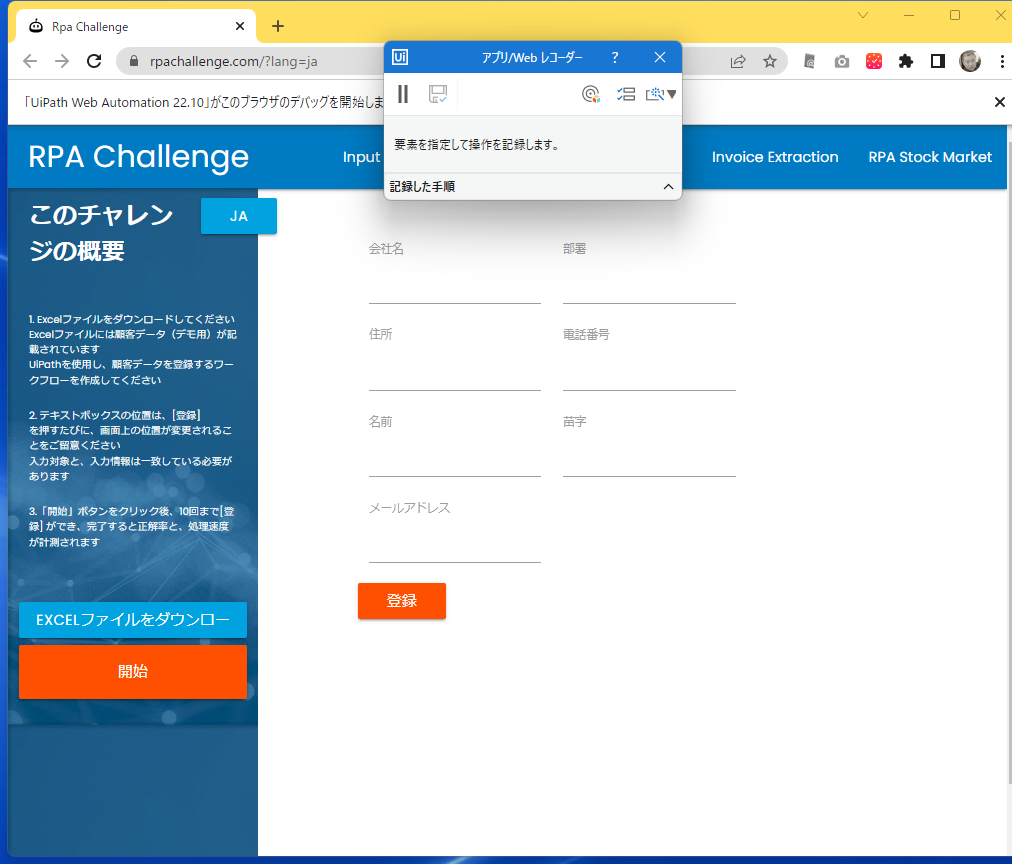 Rpa Challenge
rpachallenge.com/?lang=ja
「UiPath Web Automation 22.10」がこのブラウザのデバッグを開始しま
Ui
アプリ/Web レコーダー
?
要素を指定して操作を記録します。
記録した手順
RPA Challenge
Input
Invoice Extraction
RPA Stock Market
このチャレン
ジの概要
JA
1. Excelファイルをダウンロードしてください
Excelファイルには顧客データ（デモ用）が記
載されています
UiPathを使用し、顧客データを登録するワー
クフローを作成してください
2. テキストボックスの位置は、[登録]
を押すたびに、画面上の位置が変更されるこ
とをご留意ください
入力対象と、入力情報は一致している必要が
あります
3.「開始」ボタンをクリック後、10回まで[登
録] ができ、完了すると正解率と、処理速度
が計測されます
EXCELファイルをダウンロー
開始
会社名
部署
住所
電話番号
名前
苗字
メールアドレス
登録